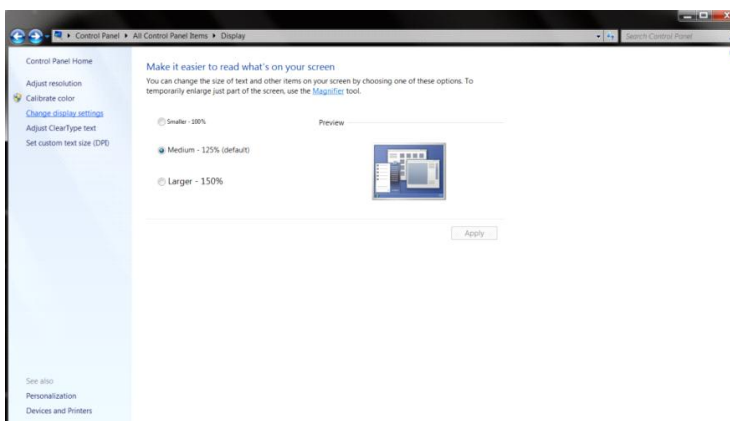 Control Panel ▸ All Control Panel Items ▸ Display
Search Control Panel
Control Panel Home
Adjust resolution
Calibrate color
Change display settings
Adjust ClearType text
Set custom text size (DPI)
Make it easier to read what's on your screen
You can change the size of text and other items on your screen by choosing one of these options. To
temporarily enlarge just part of the screen, use the Magnifier tool.
Smaller - 100%
Preview
Medium - 125% (default)
Larger - 150%
Apply
See also
Personalization
Devices and Printers